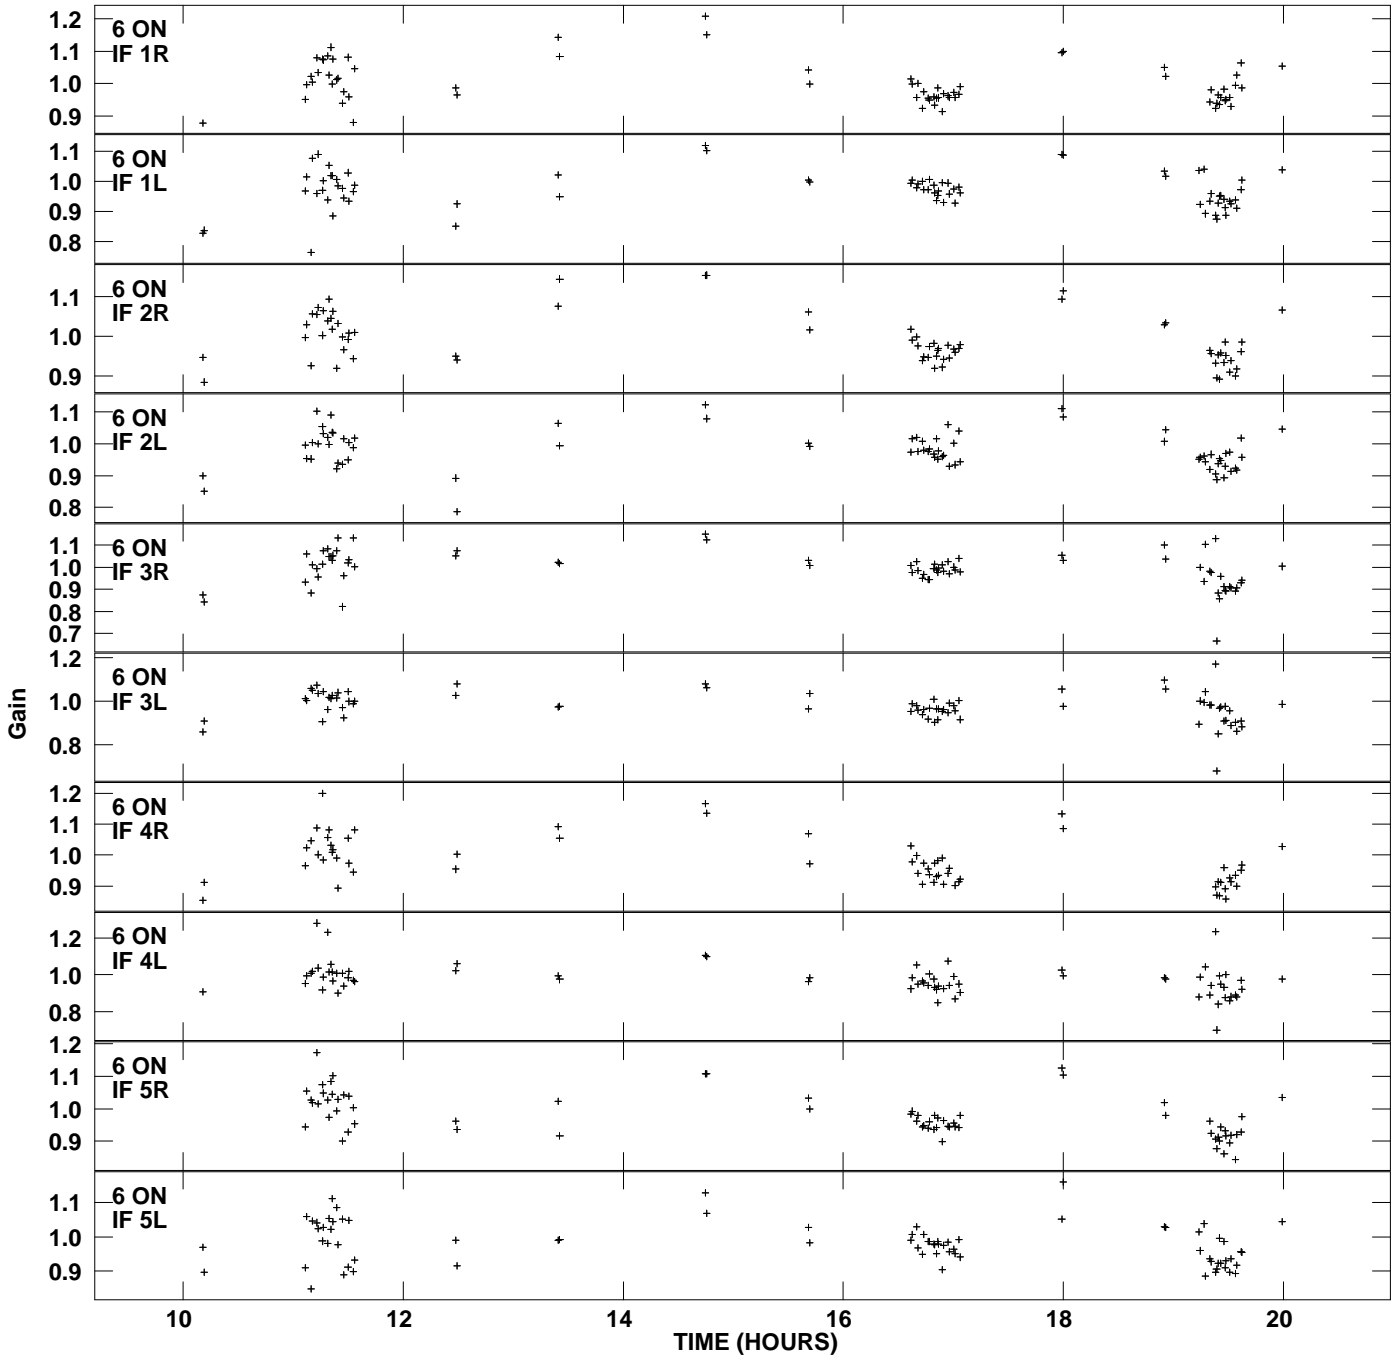 Gain
6 ON
IF 1R
1.2
1.1
1.0
0.9
6 ON
IF 1L
1.1
1.0
0.9
0.8
6 ON
IF 2R
1.1
1.0
0.9
6 ON
IF 2L
1.1
1.0
0.9
0.8
6 ON
IF 3R
1.1
1.0
0.9
0.8
0.7
6 ON
IF 3L
1.2
1.0
0.8
6 ON
IF 4R
1.2
1.1
1.0
0.9
6 ON
IF 4L
1.2
1.0
0.8
6 ON
IF 5R
1.2
1.1
1.0
0.9
6 ON
IF 5L
1.1
1.0
0.9
10 12 14 16 18 20
TIME (HOURS)